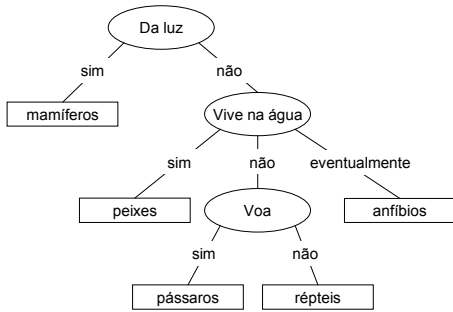 Da luz
sim não
mamíferos
Vive na água
sim não eventualmente
peixes
Voa
anfíbios
sim não
pássaros
répteis